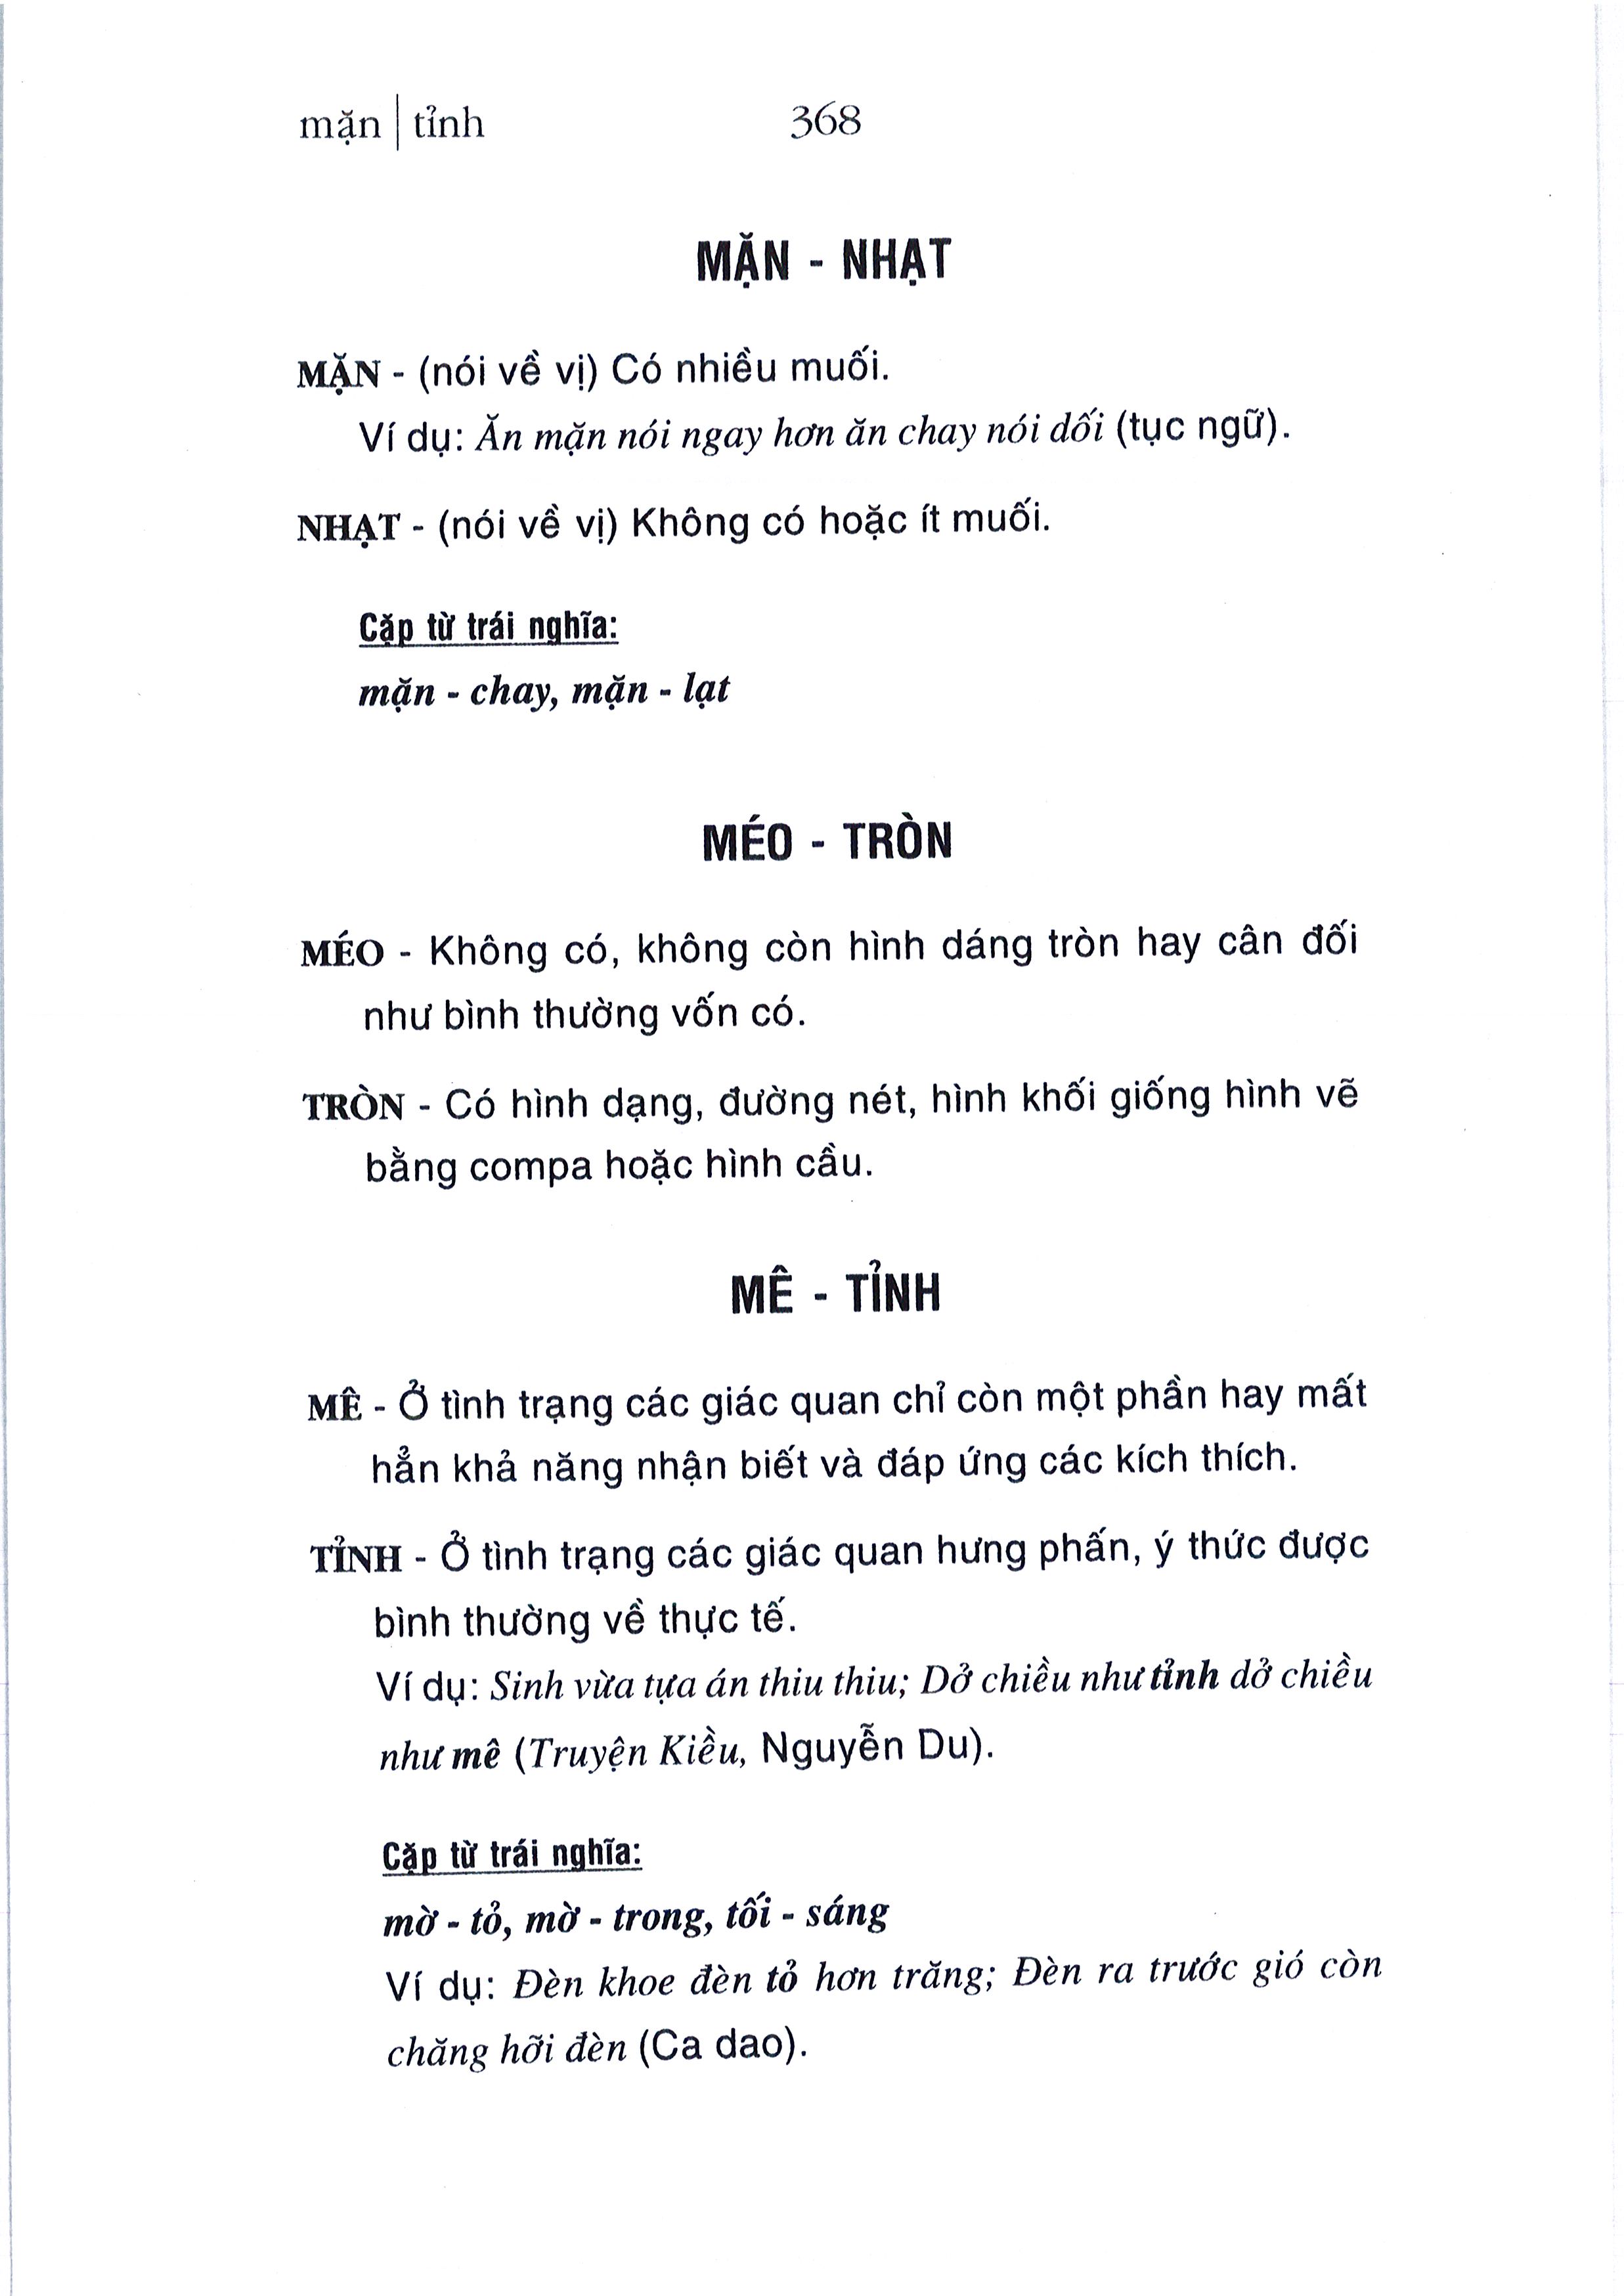 mặn | tỉnh 368
MẶN - NHẠT
MẶN - (nói về vị) Có nhiều muối.
Ví dụ: Ăn mặn nói ngay hơn ăn chay nói dối (tục ngữ).
NHẠT - (nói về vị) Không có hoặc ít muối.
Cặp từ trái nghĩa:
mặn - chay, mặn - lạt
MÉO - TRÒN
MÉO - Không có, không còn hình dáng tròn hay cân đối
như bình thường vốn có.
TRÒN - Có hình dạng, đường nét, hình khối giống hình vẽ
bằng compa hoặc hình cầu.
MÊ - TỈNH
MÊ - Ở tình trạng các giác quan chỉ còn một phần hay mất
hẳn khả năng nhận biết và đáp ứng các kích thích.
TỈNH - Ở tình trạng các giác quan hưng phấn, ý thức được
bình thường về thực tế.
Ví dụ: Sinh vừa tựa án thiu thiu; Dở chiều như tỉnh dở chiều
như mê (Truyện Kiều, Nguyễn Du).
Cặp từ trái nghĩa:
mờ - tỏ, mờ - trong, tối - sáng
Ví dụ: Đèn khoe đèn tỏ hơn trăng; Đèn ra trước gió còn
chăng hỡi đèn (Ca dao).